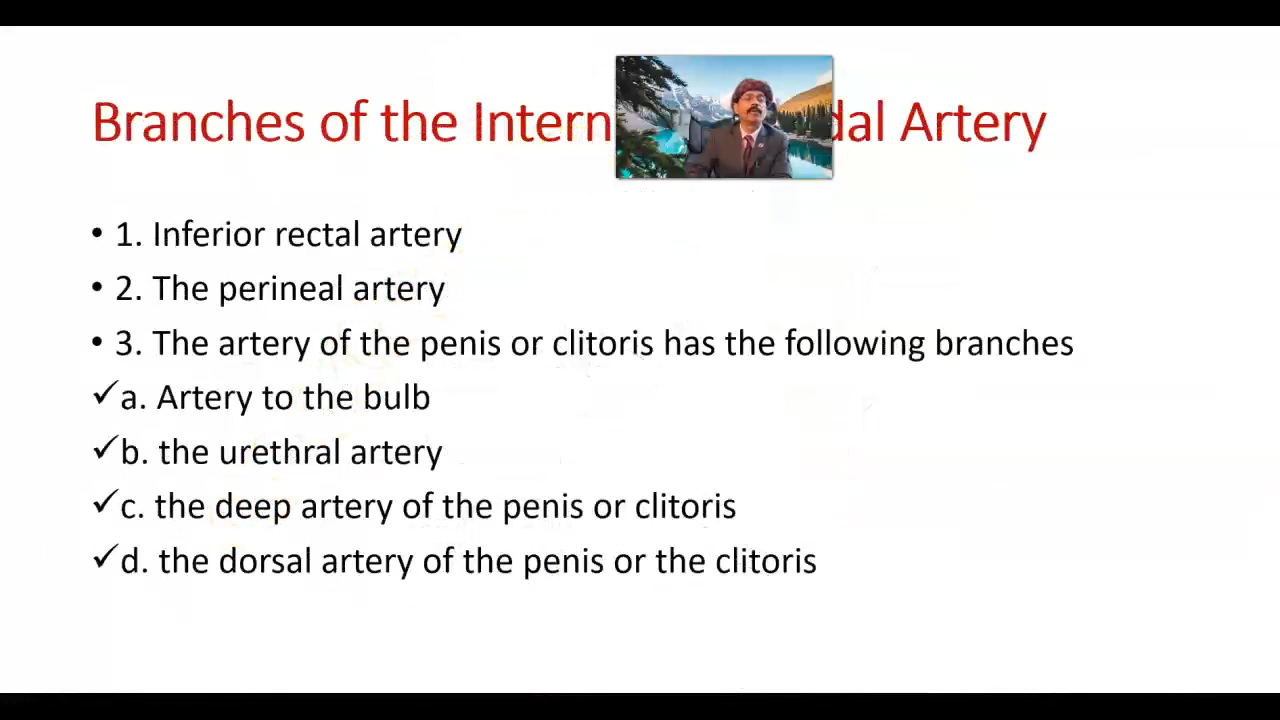 Branches of the Intern dal Artery
• 1. Inferior rectal artery
• 2. The perineal artery
• 3. The artery of the penis or clitoris has the following branches
✓a. Artery to the bulb
✓b. the urethral artery
✓c. the deep artery of the penis or clitoris
✓d. the dorsal artery of the penis or the clitoris